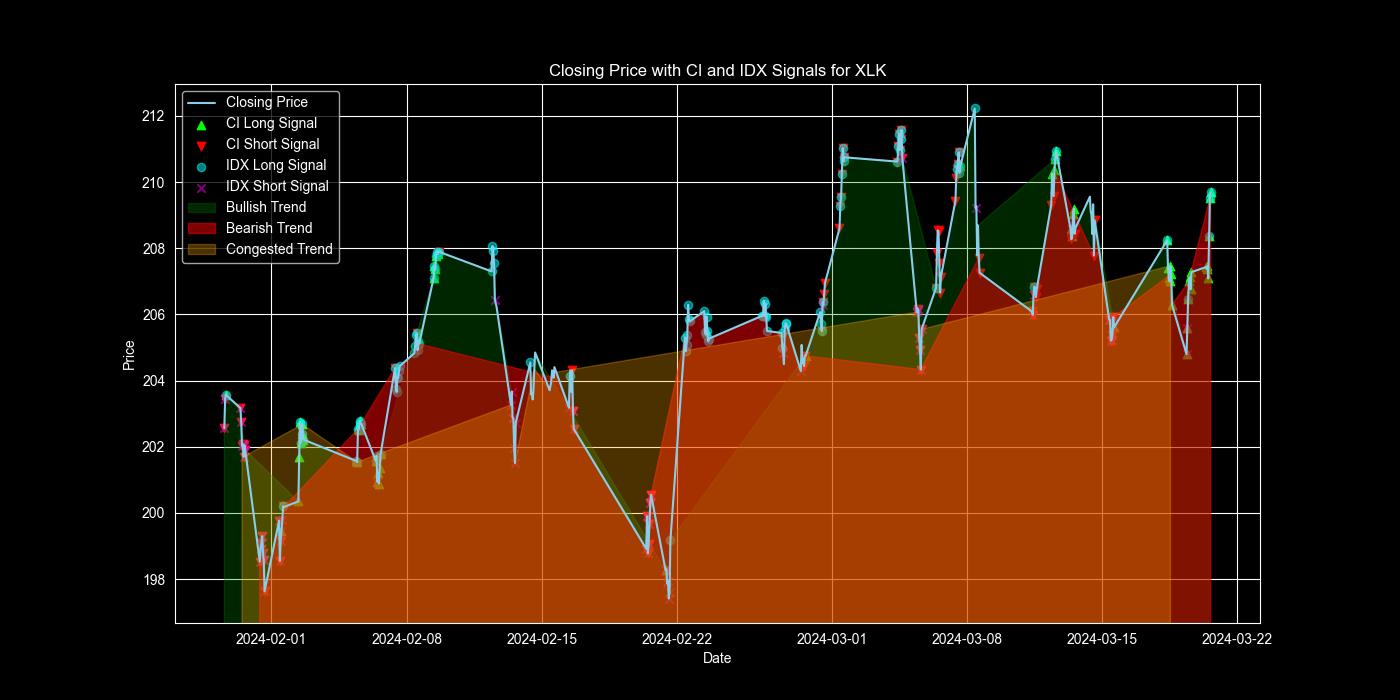 Closing Price with CI and IDX Signals for XLK
Closing Price
CI Long Signal
CI Short Signal
IDX Long Signal
IDX Short Signal
Bullish Trend
Bearish Trend
Congested Trend
212
210
208
206
204
202
200
198
Price
2024-02-01 2024-02-08 2024-02-15 2024-02-22 2024-03-01 2024-03-08 2024-03-15 2024-03-22
Date